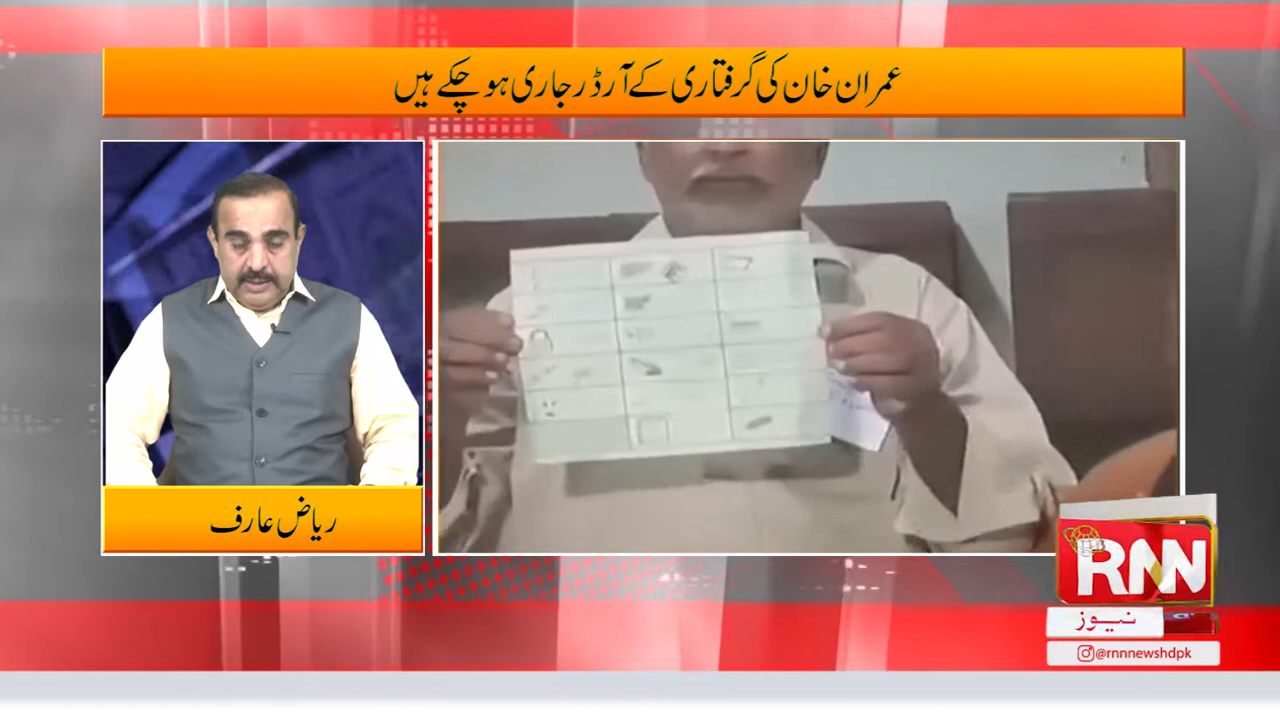 عمران خان کی گرفتاری کے آرڈر جاری ہو چکے ہیں
ریاض عارف
RNN
نیوز
@rnnnewshdpk